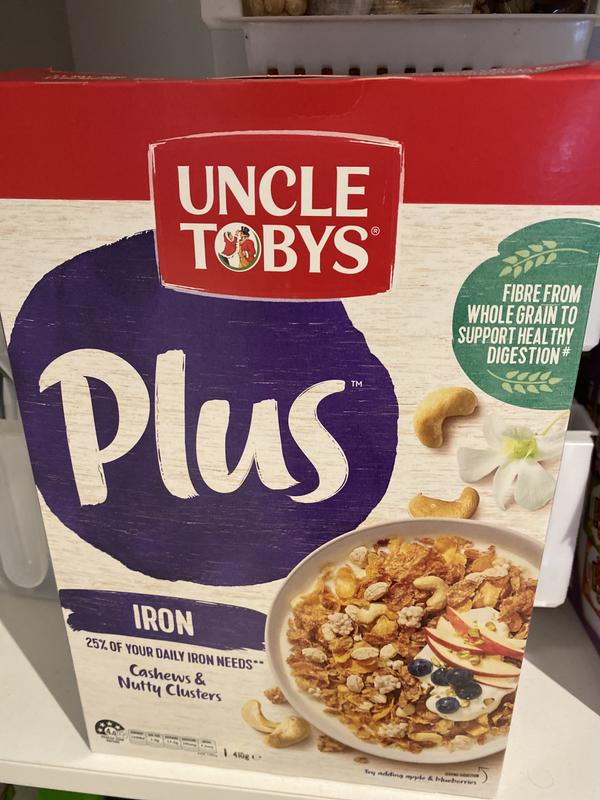 UNCLE
TOBYS®
Plus™
FIBRE FROM
WHOLE GRAIN TO
SUPPORT HEALTHY
DIGESTION#
IRON
25% OF YOUR DAILY IRON NEEDS**
Cashews &
Nutty Clusters
410g e
Try adding apple & blueberries